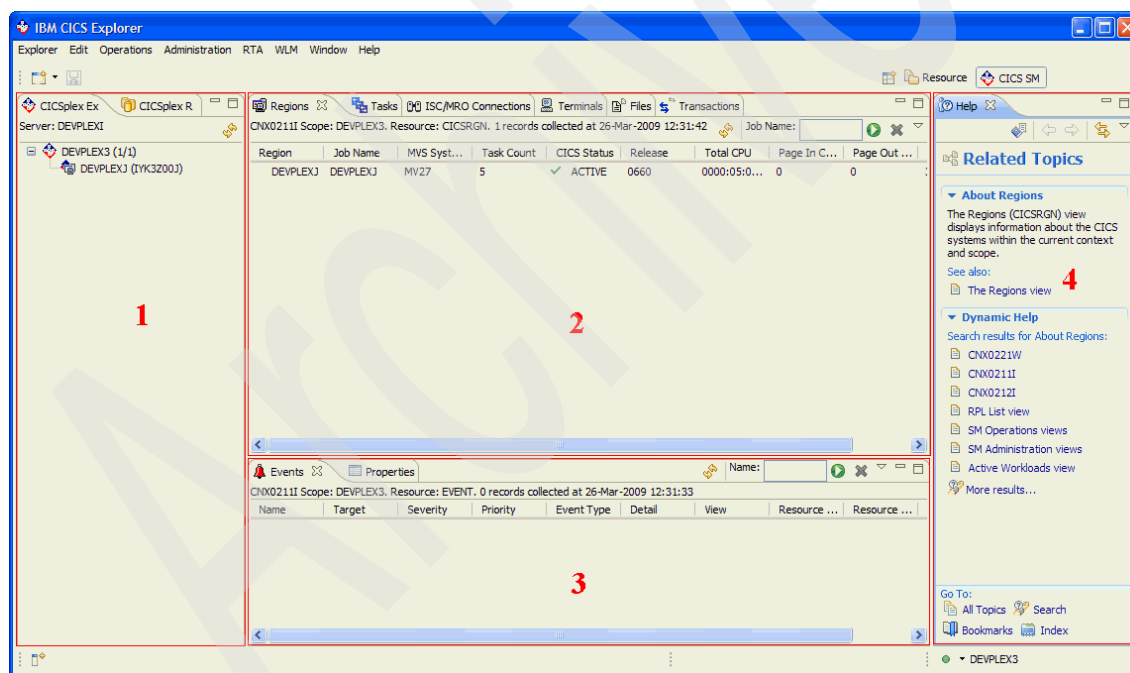 IBM CICS Explorer
Explorer Edit Operations Administration RTA WLM Window Help
Resource CICS SM
CICSplex Ex CICSplex R
Server: DEVPLEXI
DEVPLEX3 (1/1)
DEVPLEXJ (IYK3Z00J)
1
Regions Tasks ISC/MRO Connections Terminals Files Transactions
CNX0211I Scope: DEVPLEX3. Resource: CICSRGN. 1 records collected at 26-Mar-2009 12:31:42 Job Name:
Region Job Name MVS Syst... Task Count CICS Status Release Total CPU Page In C... Page Out ...
DEVPLEXJ DEVPLEXJ MV27 5 ACTIVE 0660 0000:05:0... 0 0
2
Events Properties Name:
CNX0211I Scope: DEVPLEX3. Resource: EVENT. 0 records collected at 26-Mar-2009 12:31:33
Name Target Severity Priority Event Type Detail View Resource ... Resource ...
3
Help
Related Topics
About Regions
The Regions (CICSRGN) view
displays information about the CICS
systems within the current context
and scope.
See also:
The Regions view
4
Dynamic Help
Search results for About Regions:
CNX0221W
CNX0211I
CNX0212I
RPL List view
SM Operations views
SM Administration views
Active Workloads view
More results...
Go To:
All Topics Search
Bookmarks Index
DEVPLEX3